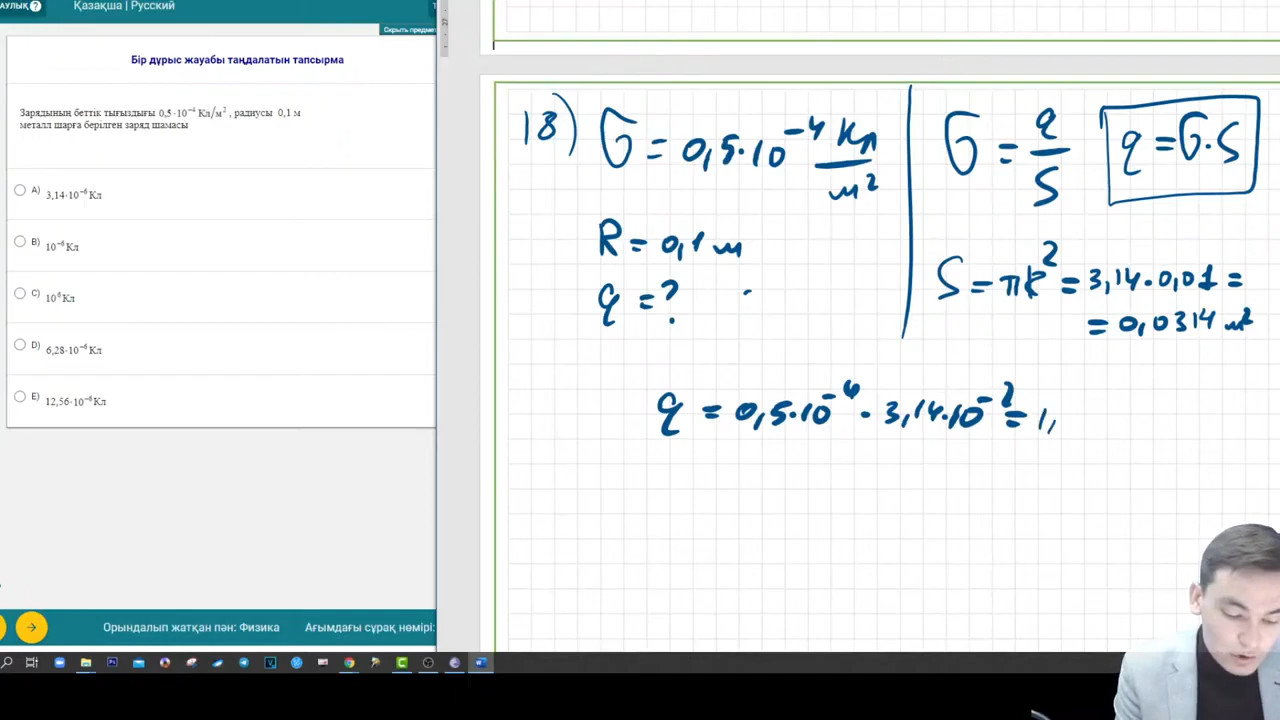 АУЛЫҚ ?
Қазақша | Русский
Скрыть предме
Бір дұрыс жауабы таңдалатын тапсырма
Зарядының беттік тығыздығы 0,5·10⁻⁴ Кл/м², радиусы 0,1 м
металл шарға берілген заряд шамасы
A) 3,14·10⁻⁶ Кл
B) 10⁻⁶ Кл
C) 10⁶ Кл
D) 6,28·10⁻⁶ Кл
E) 12,56·10⁻⁶ Кл
Орындалып жатқан пән: Физика Ағымдағы сұрақ нөмірі:
18) σ = 0,5·10⁻⁴ Кл/м²
R = 0,1 м
q = ?
σ = q/S
q = σ·S
S = πR² = 3,14·0,01 =
= 0,0314 м²
q = 0,5·10⁻⁴ · 3,14·10⁻² = 1,